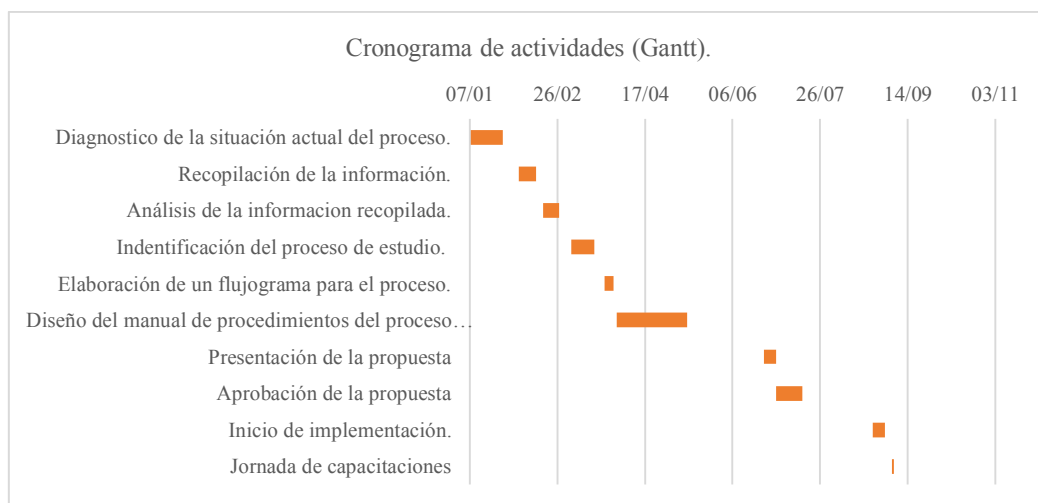 Cronograma de actividades (Gantt).
07/01 26/02 17/04 06/06 26/07 14/09 03/11
Diagnostico de la situación actual del proceso.
Recopilación de la información.
Análisis de la informacion recopilada.
Indentificación del proceso de estudio.
Elaboración de un flujograma para el proceso.
Diseño del manual de procedimientos del proceso…
Presentación de la propuesta
Aprobación de la propuesta
Inicio de implementación.
Jornada de capacitaciones